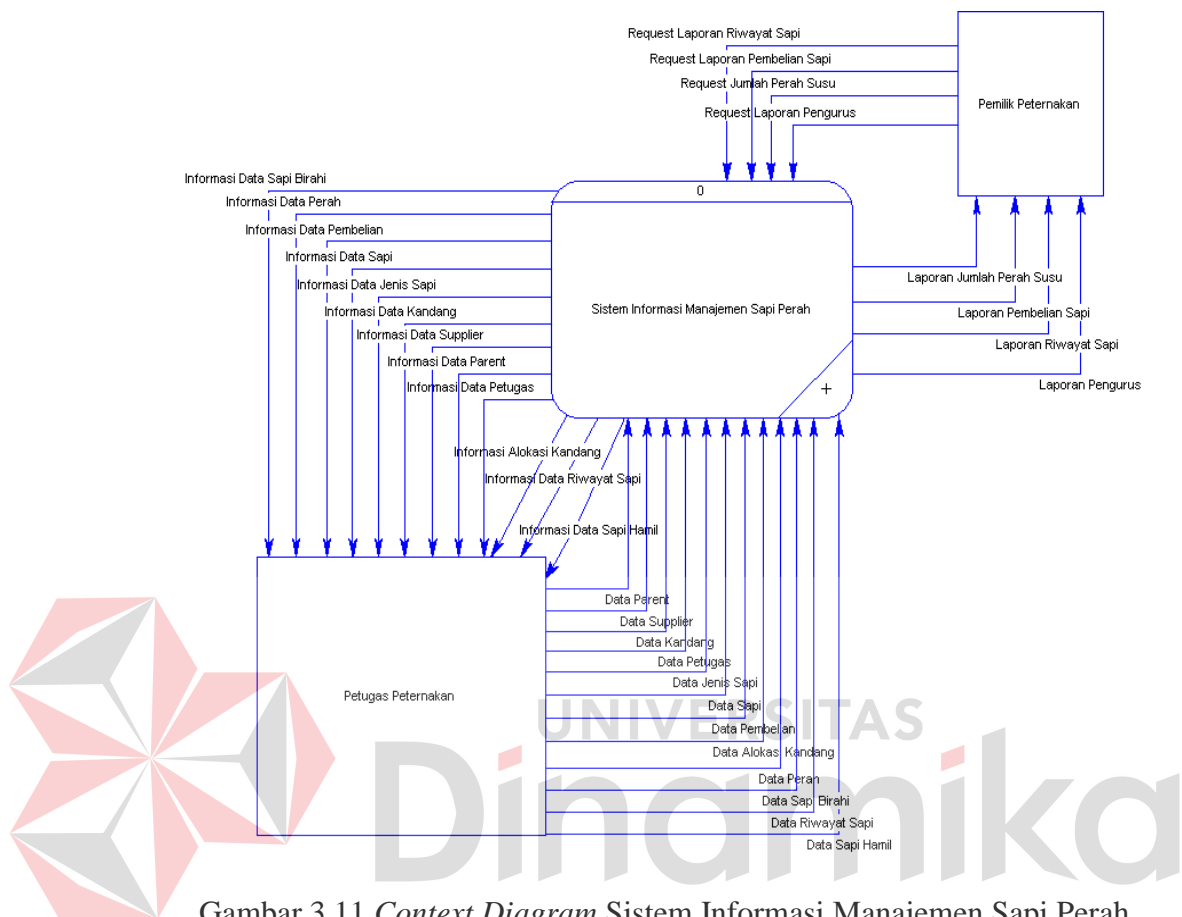 Request Laporan Riwayat Sapi
Request Laporan Pembelian Sapi
Request Jumlah Perah Susu
Request Laporan Pengurus
Pemilik Peternakan
Informasi Data Sapi Birahi
Informasi Data Perah
Informasi Data Pembelian
Informasi Data Sapi
Informasi Data Jenis Sapi
Informasi Data Kandang
Informasi Data Supplier
Informasi Data Parent
Informasi Data Petugas
0
Sistem Informasi Manajemen Sapi Perah
+
Laporan Jumlah Perah Susu
Laporan Pembelian Sapi
Laporan Riwayat Sapi
Laporan Pengurus
Informasi Alokasi Kandang
Informasi Data Riwayat Sapi
Informasi Data Sapi Hamil
Petugas Peternakan
Data Parent
Data Supplier
Data Kandang
Data Petugas
Data Jenis Sapi
Data Sapi
Data Pembelian
Data Alokasi Kandang
Data Perah
Data Sapi Birahi
Data Riwayat Sapi
Data Sapi Hamil
UNIVERSITAS
Dinamika
Gambar 3.11 Context Diagram Sistem Informasi Manajemen Sapi Perah